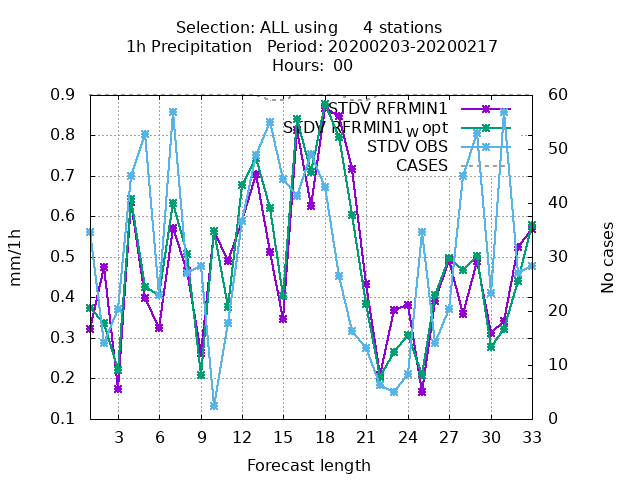 Selection: ALL using     4 stations
1h Precipitation   Period: 20200203-20200217
Hours:  00
0.9
0.8
0.7
0.6
0.5
0.4
0.3
0.2
0.1
mm/1h
STDV RFRMIN1
STDV RFRMIN1w opt
STDV OBS
CASES
60
50
40
30
20
10
0
No cases
3 6 9 12 15 18 21 24 27 30 33
Forecast length